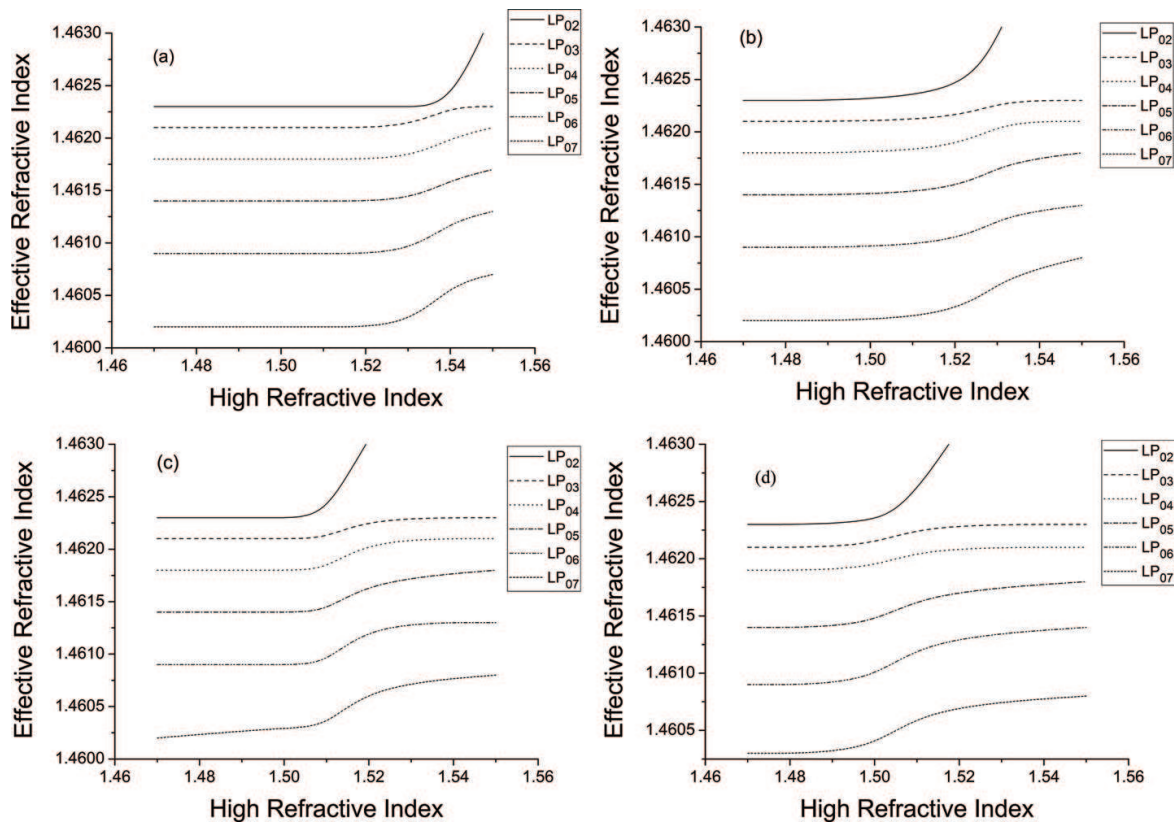 (a)
LP02
LP03
LP04
LP05
LP06
LP07
1.4630
1.4625
1.4620
1.4615
1.4610
1.4605
1.4600
Effective Refractive Index
1.46 1.48 1.50 1.52 1.54 1.56
High Refractive Index
(b)
LP02
LP03
LP04
LP05
LP06
LP07
1.4630
1.4625
1.4620
1.4615
1.4610
1.4605
1.4600
Effective Refractive Index
1.46 1.48 1.50 1.52 1.54 1.56
High Refractive Index
(c)
LP02
LP03
LP04
LP05
LP06
LP07
1.4630
1.4625
1.4620
1.4615
1.4610
1.4605
1.4600
Effective Refractive Index
1.46 1.48 1.50 1.52 1.54 1.56
High Refractive Index
(d)
LP02
LP03
LP04
LP05
LP06
LP07
1.4630
1.4625
1.4620
1.4615
1.4610
1.4605
Effective Refractive Index
1.46 1.48 1.50 1.52 1.54 1.56
High Refractive Index